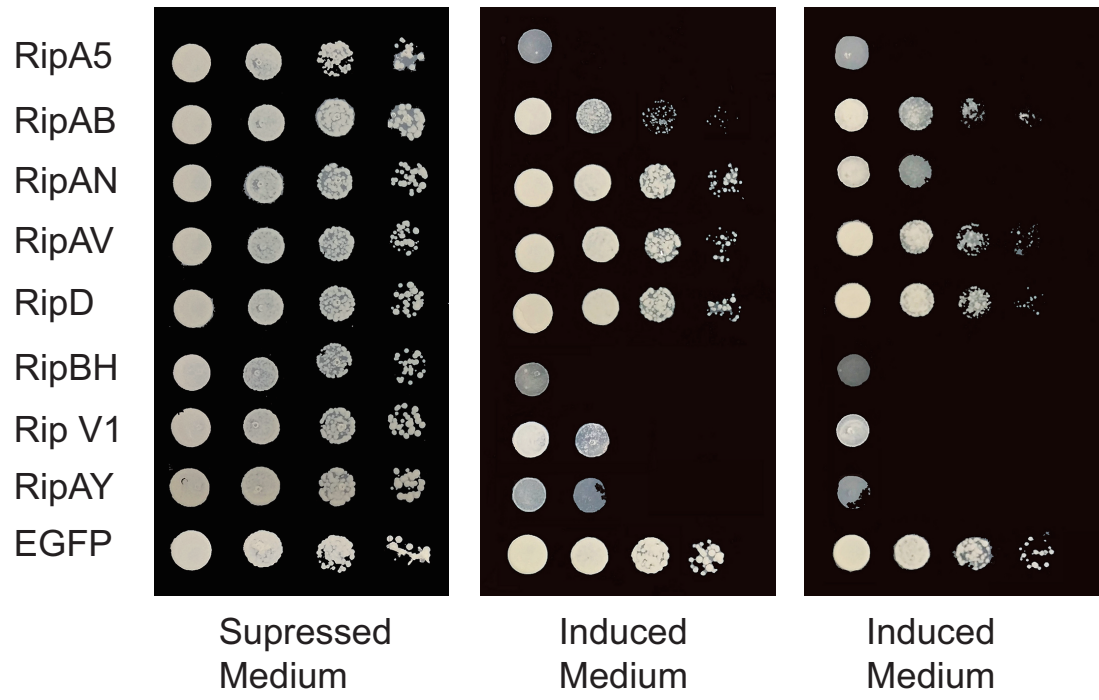 RipA5
RipAB
RipAN
RipAV
RipD
RipBH
Rip V1
RipAY
EGFP
Supressed
Medium
Induced
Medium
Induced
Medium